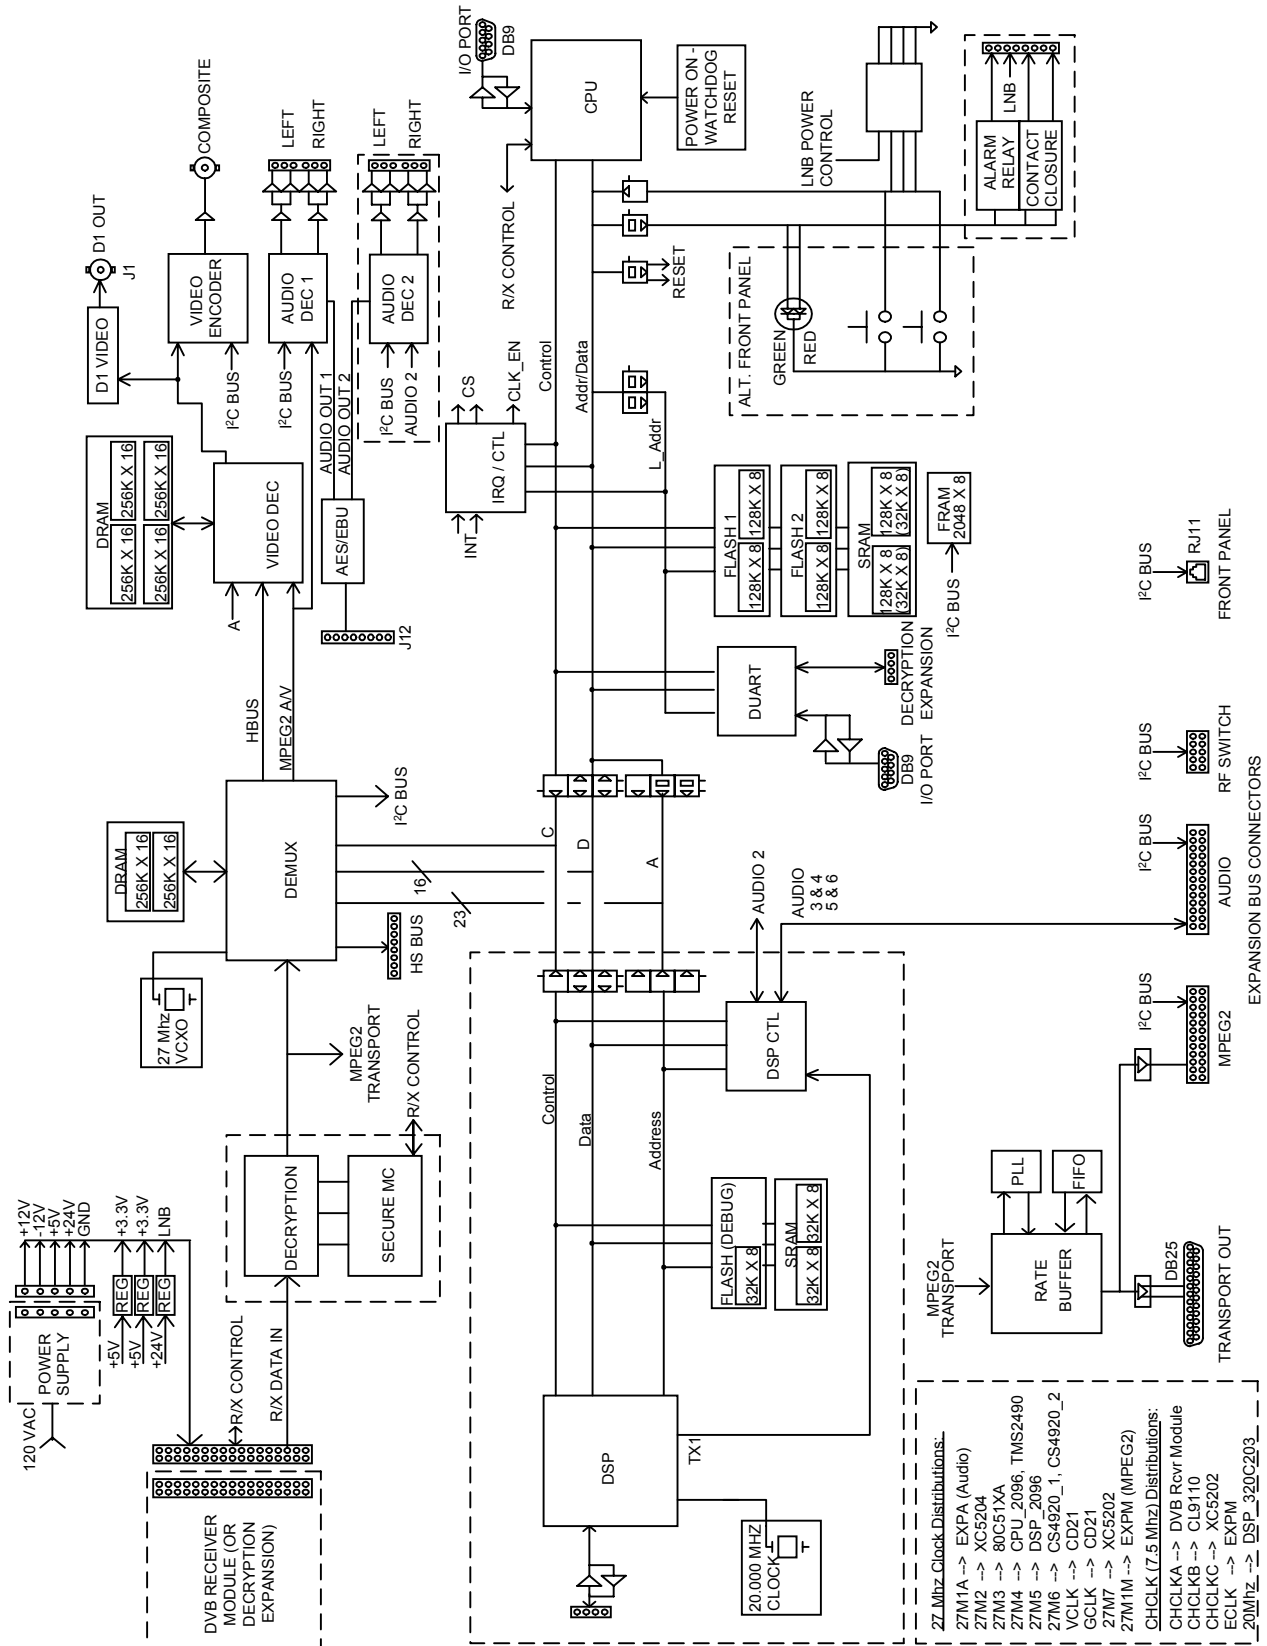 120 VAC
POWER
SUPPLY
+12V
-12V
+5V
+24V
GND
+5V
REG
+3.3V
+5V
REG
+3.3V
+24V
REG
LNB
DVB RECEIVER
MODULE (OR
DECRYPTION
EXPANSION)
R/X CONTROL
R/X DATA IN
DECRYPTION
SECURE MC
R/X CONTROL
MPEG2
TRANSPORT
27 Mhz
VCXO
DRAM
256K X 16
256K X 16
DEMUX
HS BUS
I²C BUS
16
23
HBUS
MPEG2 A/V
A
DRAM
256K X 16
256K X 16
256K X 16
256K X 16
VIDEO DEC
AES/EBU
J12
AUDIO OUT 1
AUDIO OUT 2
D1 VIDEO
D1 OUT
J1
VIDEO
ENCODER
I²C BUS
COMPOSITE
AUDIO
DEC 1
I²C BUS
LEFT
RIGHT
AUDIO
DEC 2
I²C BUS
AUDIO 2
LEFT
RIGHT
DSP
TX1
20.000 MHZ
CLOCK
Control
Data
Address
FLASH (DEBUG)
32K X 8
SRAM
32K X 8
32K X 8
DSP CTL
AUDIO 2
AUDIO
3 & 4
5 & 6
C
D
A
DUART
DB9
I/O PORT
DECRYPTION
EXPANSION
FLASH 1
128K X 8
128K X 8
FLASH 2
128K X 8
128K X 8
SRAM
128K X 8
(32K X 8)
128K X 8
(32K X 8)
FRAM
2048 X 8
I²C BUS
INT
IRQ / CTL
CS
CLK_EN
Control
Addr/Data
L_Addr
R/X CONTROL
I/O PORT
DB9
CPU
POWER ON -
WATCHDOG
RESET
RESET
ALT. FRONT PANEL
GREEN
RED
LNB POWER
CONTROL
ALARM
RELAY
CONTACT
CLOSURE
LNB
27 Mhz Clock Distributions:
27M1A --> EXPA (Audio)
27M2 --> XC5204
27M3 --> 80C51XA
27M4 --> CPU_2096, TMS2490
27M5 --> DSP_2096
27M6 --> CS4920_1, CS4920_2
VCLK --> CD21
GCLK --> CD21
27M7 --> XC5202
27M1M --> EXPM (MPEG2)
CHCLK (7.5 Mhz) Distributions:
CHCLKA --> DVB Rcvr Module
CHCLKB --> CL9110
CHCLKC --> XC5202
ECLK --> EXPM
20Mhz --> DSP_320C203
MPEG2
TRANSPORT
RATE
BUFFER
PLL
FIFO
DB25
TRANSPORT OUT
I²C BUS
MPEG2
I²C BUS
AUDIO
I²C BUS
RF SWITCH
I²C BUS
RJ11
FRONT PANEL
EXPANSION BUS CONNECTORS